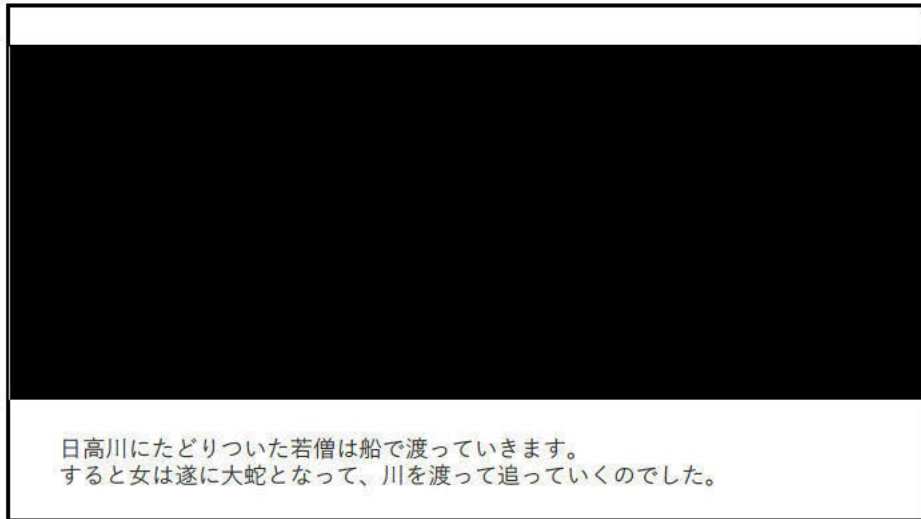 日高川にたどりついた若僧は船で渡っていきます。
すると女は遂に大蛇となって、川を渡って追っていくのでした。